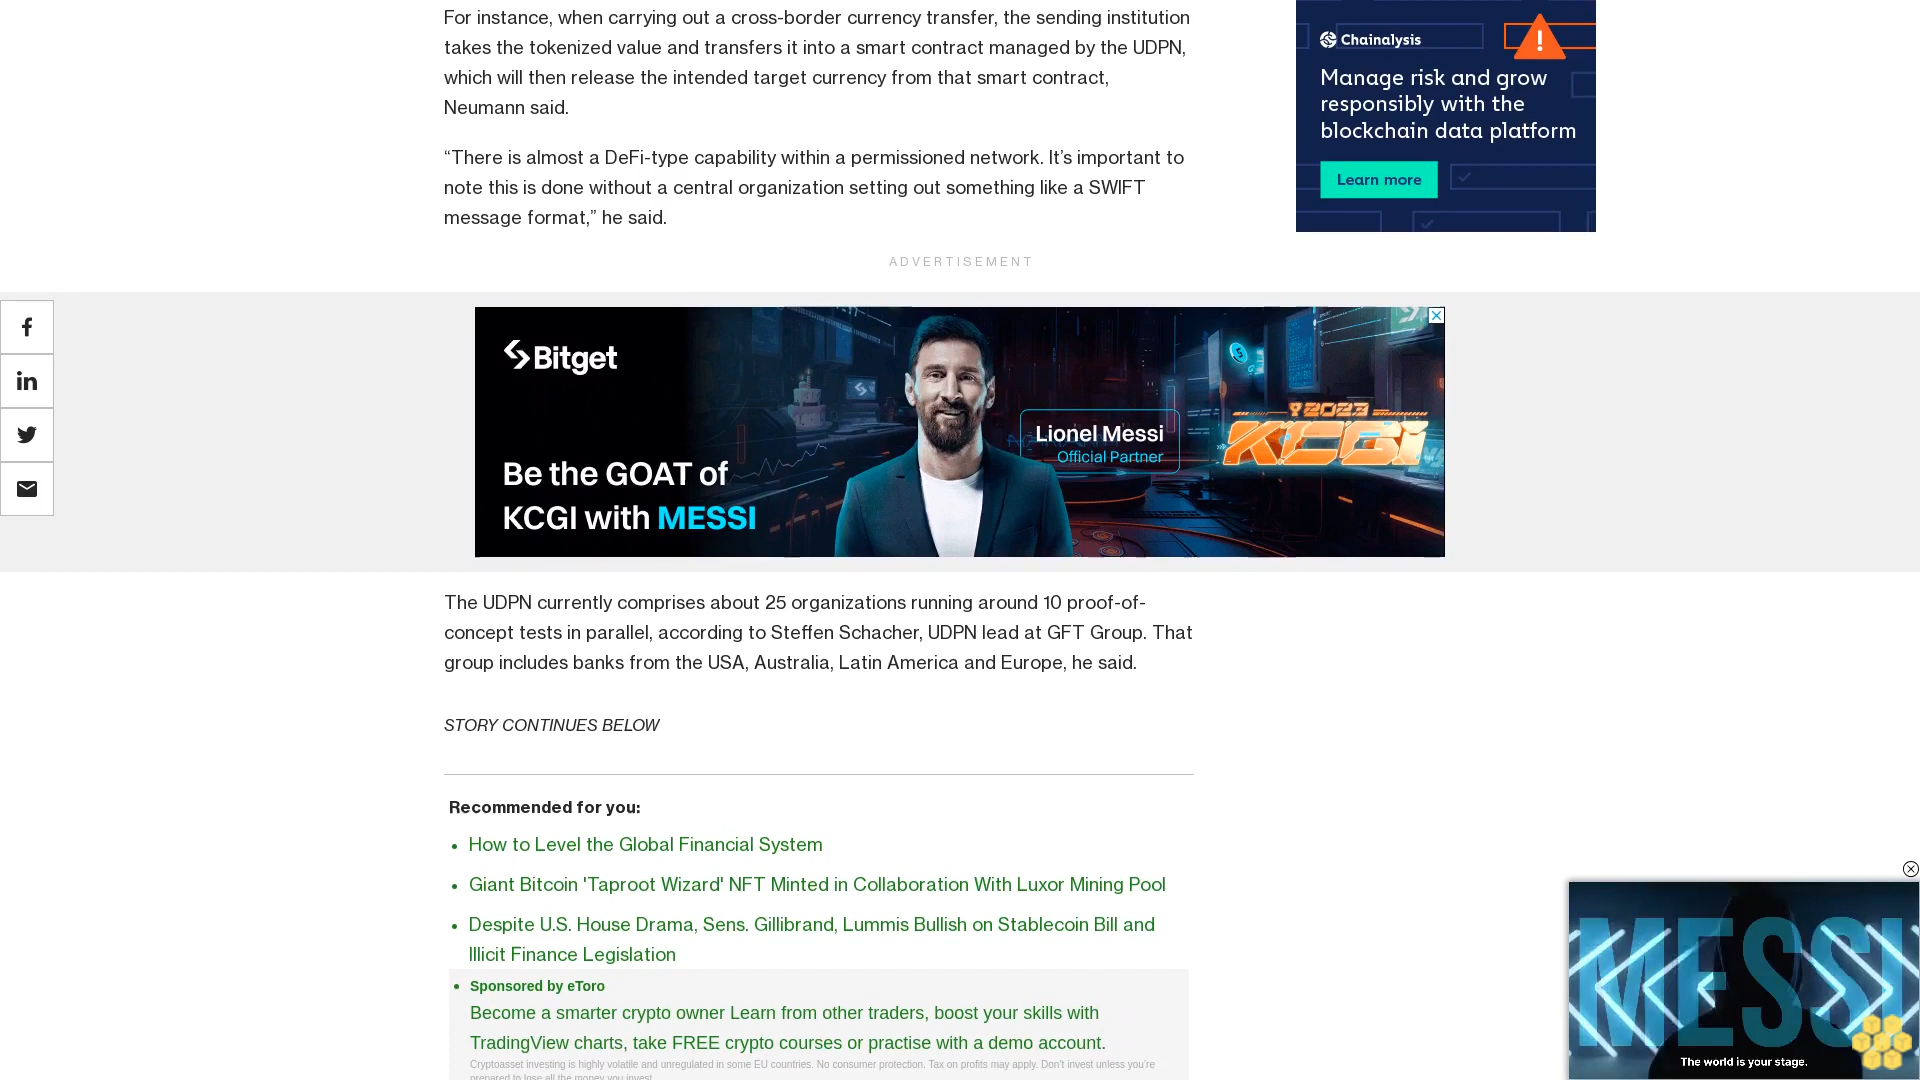 For instance, when carrying out a cross-border currency transfer, the sending institution
takes the tokenized value and transfers it into a smart contract managed by the UDPN,
which will then release the intended target currency from that smart contract,
Neumann said.
“There is almost a DeFi-type capability within a permissioned network. It’s important to
note this is done without a central organization setting out something like a SWIFT
message format,” he said.
Chainalysis
Manage risk and grow
responsibly with the
blockchain data platform
Learn more
ADVERTISEMENT
Bitget
Be the GOAT of
KCGI with MESSI
Lionel Messi
Official Partner
Y2023
KCGI
The UDPN currently comprises about 25 organizations running around 10 proof-of-
concept tests in parallel, according to Steffen Schacher, UDPN lead at GFT Group. That
group includes banks from the USA, Australia, Latin America and Europe, he said.
STORY CONTINUES BELOW
Recommended for you:
• How to Level the Global Financial System
• Giant Bitcoin 'Taproot Wizard' NFT Minted in Collaboration With Luxor Mining Pool
• Despite U.S. House Drama, Sens. Gillibrand, Lummis Bullish on Stablecoin Bill and
Illicit Finance Legislation
• Sponsored by eToro
Become a smarter crypto owner Learn from other traders, boost your skills with
TradingView charts, take FREE crypto courses or practise with a demo account.
Cryptoasset investing is highly volatile and unregulated in some EU countries. No consumer protection. Tax on profits may apply. Don’t invest unless you’re
prepared to lose all the money you invest.
MESSI
The world is your stage.